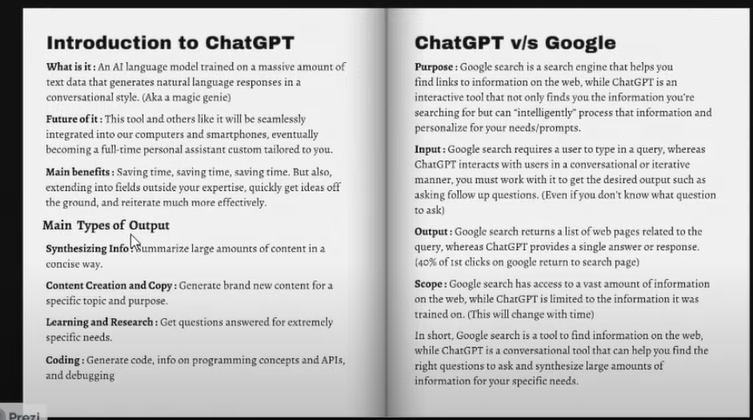 Introduction to ChatGPT
What is it : An AI language model trained on a massive amount of
text data that generates natural language responses in a
conversational style. (Aka a magic genie)
Future of it : This tool and others like it will be seamlessly
integrated into our computers and smartphones, eventually
becoming a full-time personal assistant custom tailored to you.
Main benefits : Saving time, saving time, saving time. But also,
extending into fields outside your expertise, quickly get ideas off
the ground, and reiterate much more effectively.
Main Types of Output
Synthesizing Info : Summarize large amounts of content in a
concise way.
Content Creation and Copy : Generate brand new content for a
specific topic and purpose.
Learning and Research : Get questions answered for extremely
specific needs.
Coding : Generate code, info on programming concepts and APIs,
and debugging
Prezi
ChatGPT v/s Google
Purpose : Google search is a search engine that helps you
find links to information on the web, while ChatGPT is an
interactive tool that not only finds you the information you're
searching for but can "intelligently" process that information and
personalize for your needs/prompts.
Input : Google search requires a user to type in a query, whereas
ChatGPT interacts with users in a conversational or iterative
manner, you must work with it to get the desired output such as
asking follow up questions. (Even if you don't know what question
to ask)
Output : Google search returns a list of web pages related to the
query, whereas ChatGPT provides a single answer or response.
(40% of 1st clicks on google return to search page)
Scope : Google search has access to a vast amount of information
on the web, while ChatGPT is limited to the information it was
trained on. (This will change with time)
In short, Google search is a tool to find information on the web,
while ChatGPT is a conversational tool that can help you find the
right questions to ask and synthesize large amounts of
information for your specific needs.